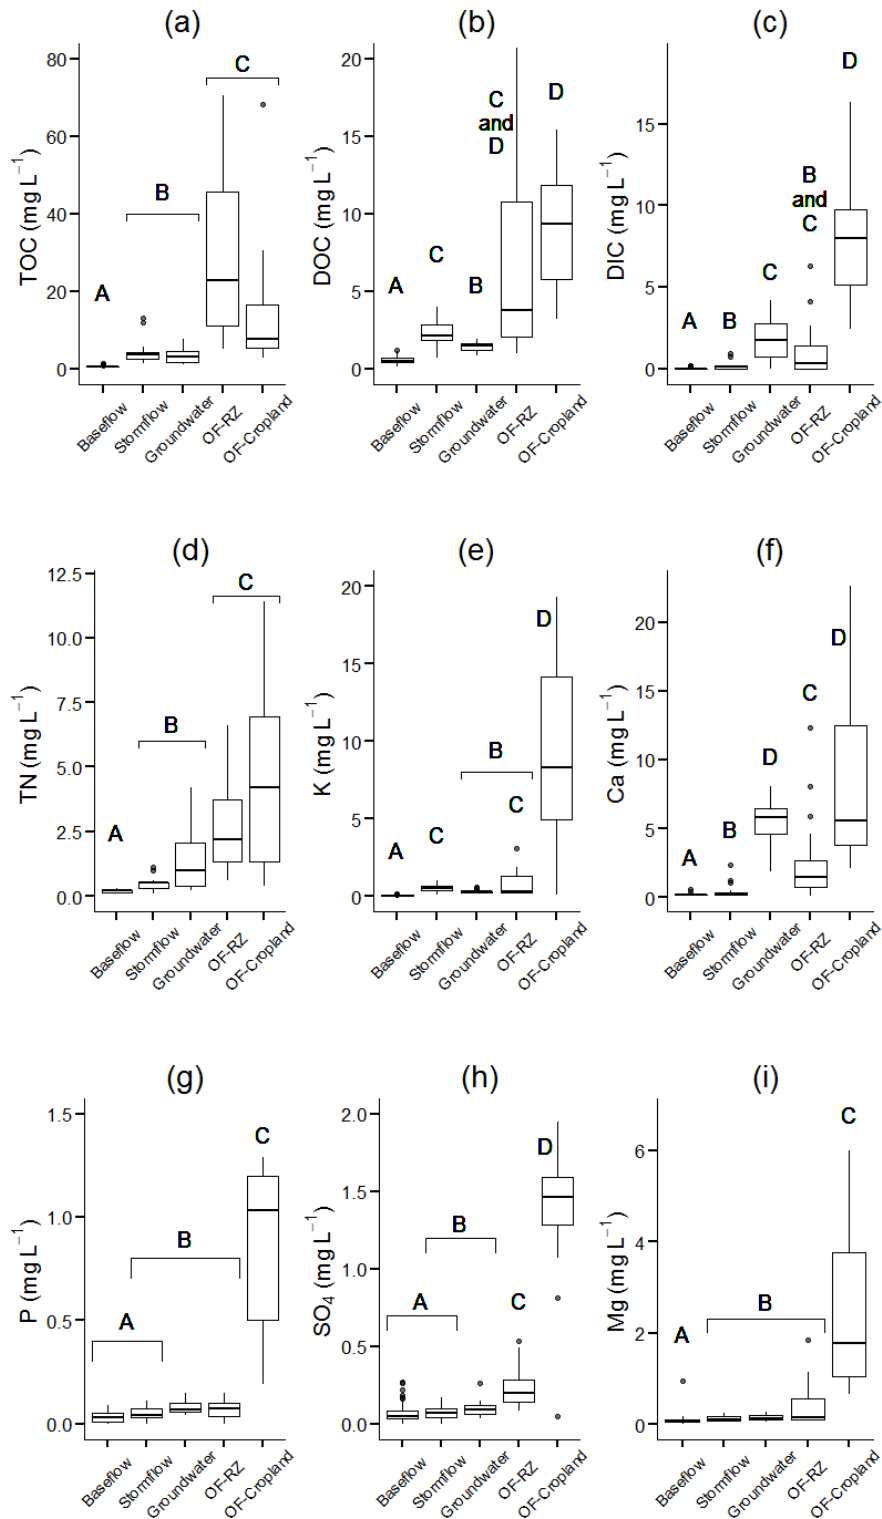 (a)
TOC (mg L⁻¹)
80
60
40
20
0
A
B
C
Baseflow
Stormflow
Groundwater
OF-RZ
OF-Cropland
(b)
DOC (mg L⁻¹)
20
15
10
5
0
A
C
B
C
and
D
D
Baseflow
Stormflow
Groundwater
OF-RZ
OF-Cropland
(c)
DIC (mg L⁻¹)
15
10
5
0
A
B
C
B
and
C
D
Baseflow
Stormflow
Groundwater
OF-RZ
OF-Cropland
(d)
TN (mg L⁻¹)
12.5
10.0
7.5
5.0
2.5
0.0
A
B
C
Baseflow
Stormflow
Groundwater
OF-RZ
OF-Cropland
(e)
K (mg L⁻¹)
20
15
10
5
0
A
C
B
C
D
Baseflow
Stormflow
Groundwater
OF-RZ
OF-Cropland
(f)
Ca (mg L⁻¹)
20
15
10
5
0
A
B
D
C
D
Baseflow
Stormflow
Groundwater
OF-RZ
OF-Cropland
(g)
P (mg L⁻¹)
1.5
1.0
0.5
0.0
A
B
C
Baseflow
Stormflow
Groundwater
OF-RZ
OF-Cropland
(h)
SO₄ (mg L⁻¹)
2.0
1.5
1.0
0.5
0.0
A
B
C
D
Baseflow
Stormflow
Groundwater
OF-RZ
OF-Cropland
(i)
Mg (mg L⁻¹)
6
4
2
0
A
B
C
Baseflow
Stormflow
Groundwater
OF-RZ
OF-Cropland